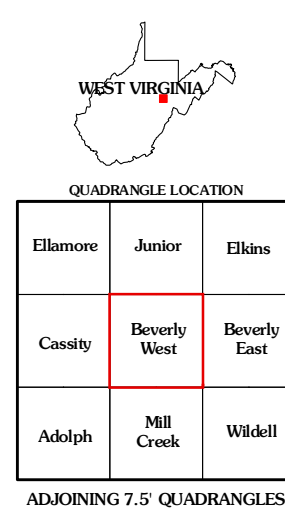 WEST VIRGINIA
QUADRANGLE LOCATION
Ellamore Junior Elkins
Cassity Beverly West Beverly East
Adolph Mill Creek Wildell
ADJOINING 7.5' QUADRANGLES